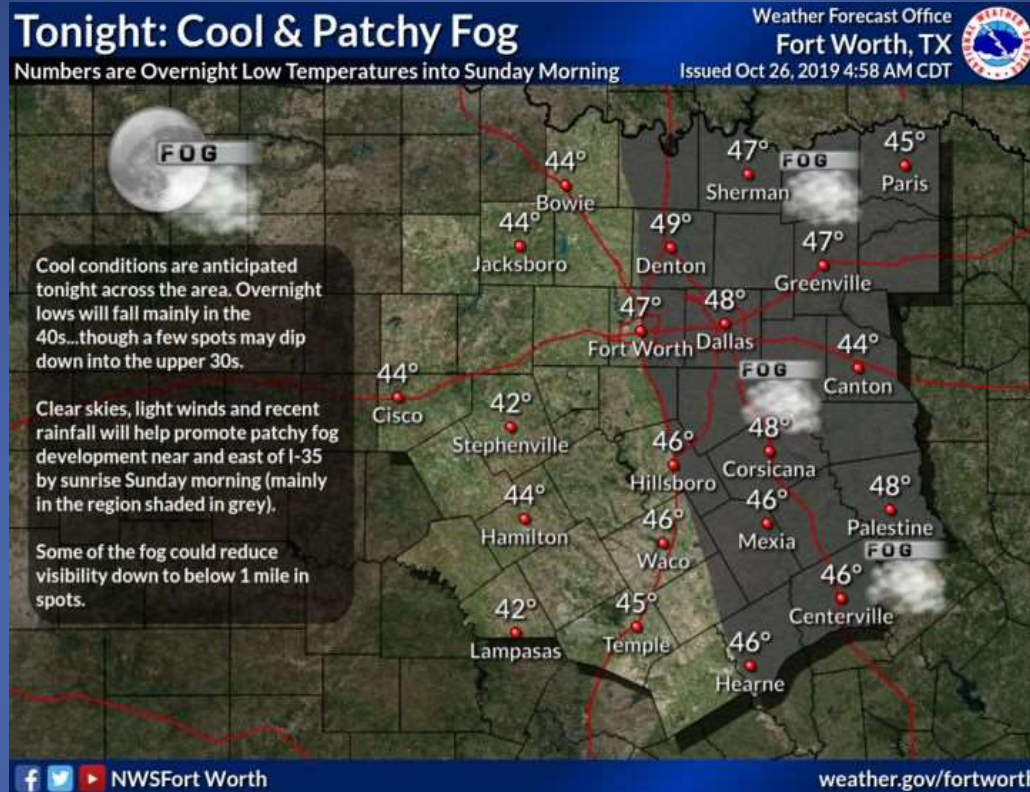 Tonight: Cool & Patchy Fog
Numbers are Overnight Low Temperatures into Sunday Morning
Weather Forecast Office
Fort Worth, TX
Issued Oct 26, 2019 4:58 AM CDT
NATIONAL WEATHER SERVICE
FOG
Cool conditions are anticipated
tonight across the area. Overnight
lows will fall mainly in the
40s...though a few spots may dip
down into the upper 30s.
Clear skies, light winds and recent
rainfall will help promote patchy fog
development near and east of I-35
by sunrise Sunday morning (mainly
in the region shaded in grey).
Some of the fog could reduce
visibility down to below 1 mile in
spots.
44°
Bowie
47°
Sherman
FOG
45°
Paris
44°
Jacksboro
49°
Denton
47°
Greenville
47°
Fort Worth
48°
Dallas
44°
Canton
FOG
44°
Cisco
42°
Stephenville
46°
Hillsboro
48°
Corsicana
44°
Hamilton
46°
Waco
46°
Mexia
48°
Palestine
FOG
42°
Lampasas
45°
Temple
46°
Centerville
46°
Hearne
NWSFort Worth
weather.gov/fortworth